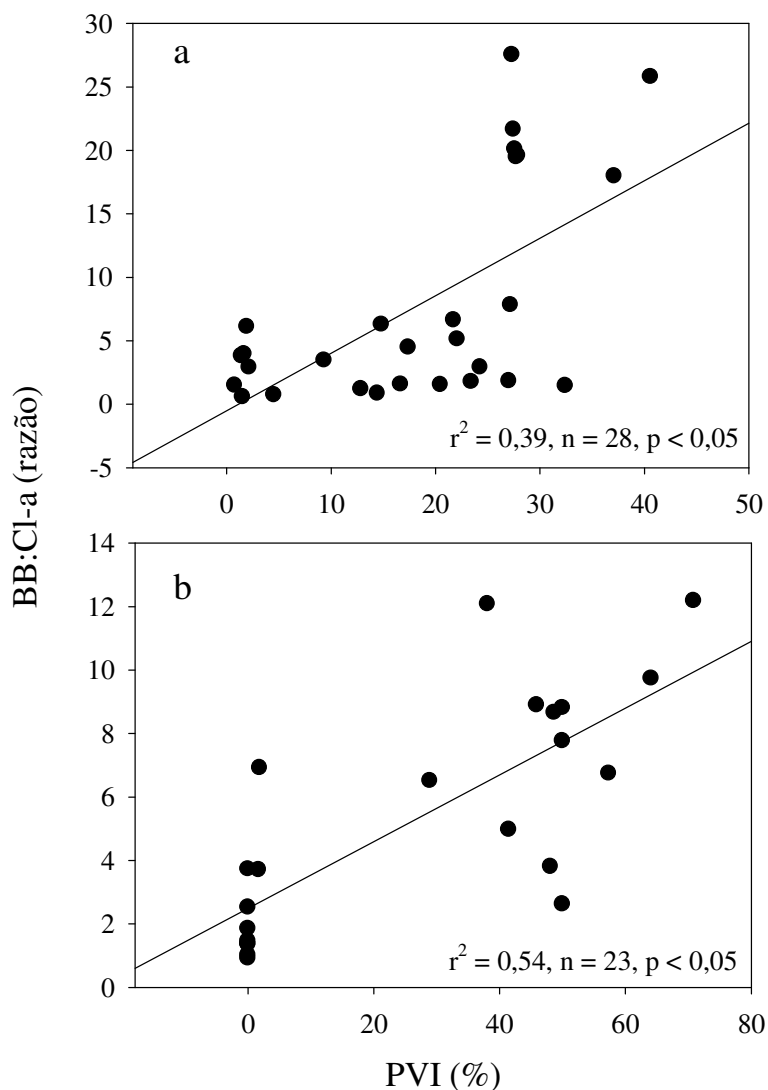 a
30
25
20
15
10
5
0
-5
r² = 0,39, n = 28, p < 0,05
0 10 20 30 40 50
BB:Cl-a (razão)
b
14
12
10
8
6
4
2
0
r² = 0,54, n = 23, p < 0,05
0 20 40 60 80
PVI (%)